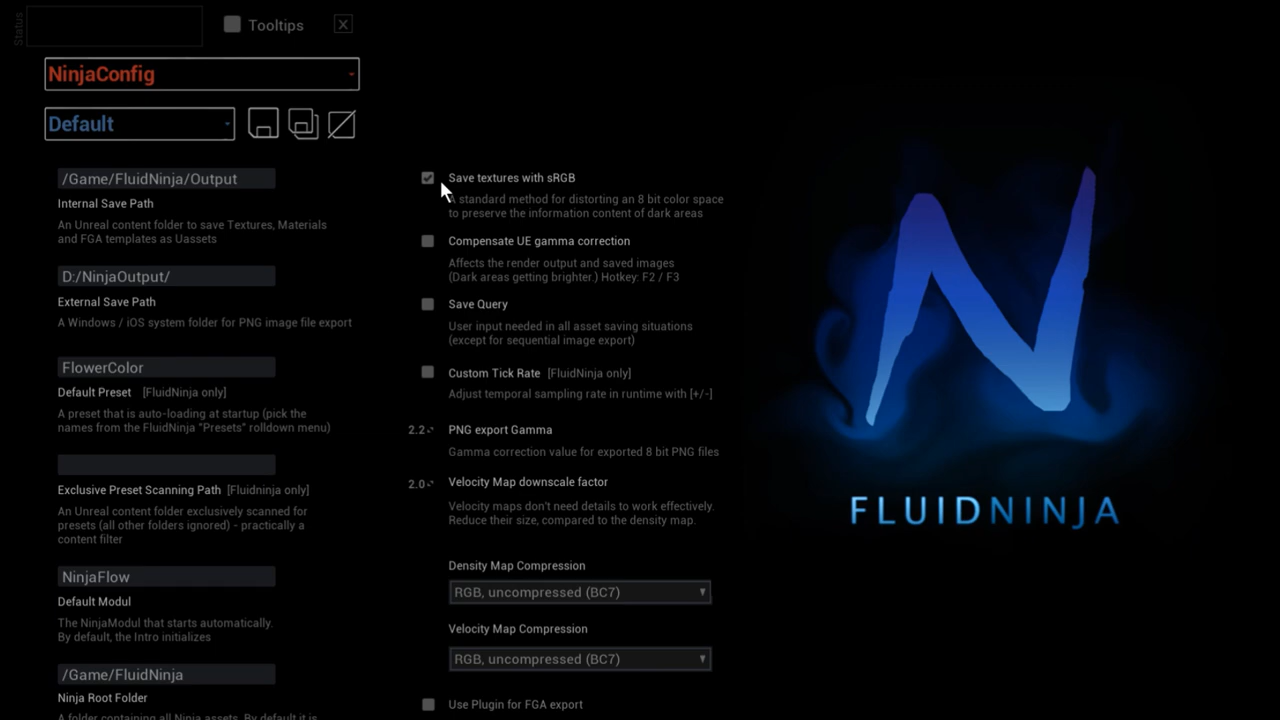 Status
Tooltips
X
NinjaConfig
Default
/Game/FluidNinja/Output
Internal Save Path
An Unreal content folder to save Textures, Materials
and FGA templates as Uassets
D:/NinjaOutput/
External Save Path
A Windows / iOS system folder for PNG image file export
FlowerColor
Default Preset [FluidNinja only]
A preset that is auto-loading at startup (pick the
names from the FluidNinja "Presets" rolldown menu)
Exclusive Preset Scanning Path [Fluidninja only]
An Unreal content folder exclusively scanned for
presets (all other folders ignored) - practically a
content filter
NinjaFlow
Default Modul
The NinjaModul that starts automatically.
By default, the Intro initializes
/Game/FluidNinja
Ninja Root Folder
A folder containing all Ninja assets. By default it is
Save textures with sRGB
A standard method for distorting an 8 bit color space
to preserve the information content of dark areas
Compensate UE gamma correction
Affects the render output and saved images
(Dark areas getting brighter.) Hotkey: F2 / F3
Save Query
User input needed in all asset saving situations
(except for sequential image export)
Custom Tick Rate [FluidNinja only]
Adjust temporal sampling rate in runtime with [+/-]
2.2 PNG export Gamma
Gamma correction value for exported 8 bit PNG files
2.0 Velocity Map downscale factor
Velocity maps don't need details to work effectively.
Reduce their size, compared to the density map.
Density Map Compression
RGB, uncompressed (BC7)
Velocity Map Compression
RGB, uncompressed (BC7)
Use Plugin for FGA export
N
FLUIDNINJA